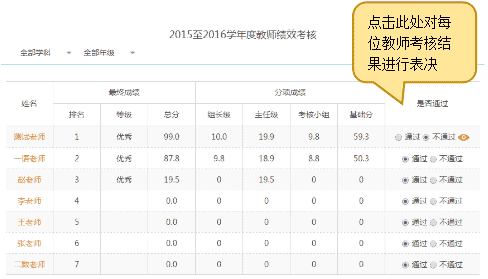 点击此处对每
位教师考核结
果进行表决
2015至2016学年度教师绩效考核
全部学科 全部年级
姓名 最终成绩 分项成绩 是否通过
排名 等级 总分 组长级 主任级 考核小组 基础分
老师 1 优秀 99.0 10.0 19.9 9.8 59.3 通过 不通过
一语老师 2 优秀 87.8 9.8 18.9 8.8 50.3 通过 不通过
赵老师 3 优秀 19.5 0 19.5 0 0 通过 不通过
李老师 4 0.0 0 0 0 0 通过 不通过
王老师 5 0.0 0 0 0 0 通过 不通过
张老师 6 0.0 0 0 0 0 通过 不通过
二数老师 7 0.0 0 0 0 0 通过 不通过